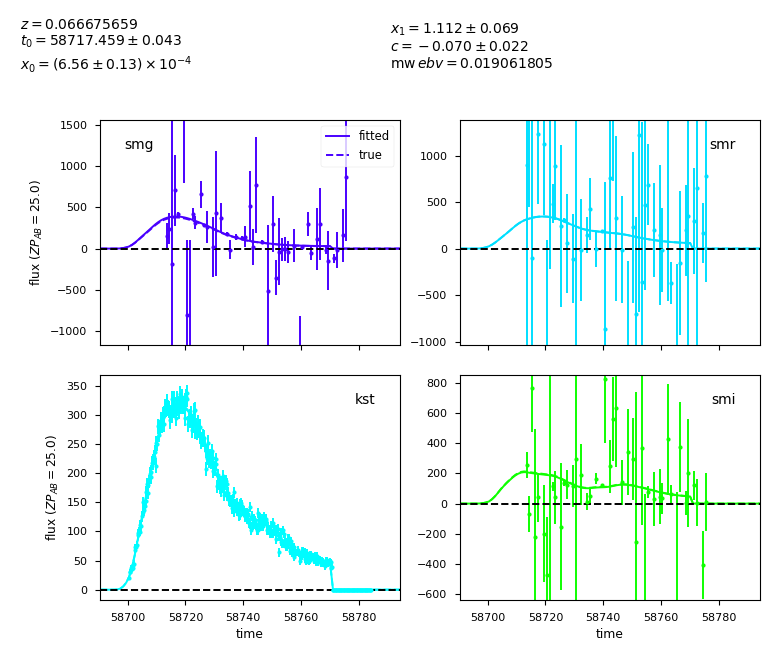 z = 0.066675659
t₀ = 58717.459 ± 0.043
x₀ = (6.56 ± 0.13) × 10⁻⁴
x₁ = 1.112 ± 0.069
c = −0.070 ± 0.022
mw ebv = 0.019061805
flux (ZP_AB = 25.0)
1500
1000
500
0
−500
−1000
smg
fitted
true
1000
500
0
−500
−1000
smr
flux (ZP_AB = 25.0)
350
300
250
200
150
100
50
0
kst
58700 58720 58740 58760 58780
time
800
600
400
200
0
−200
−400
−600
smi
58700 58720 58740 58760 58780
time